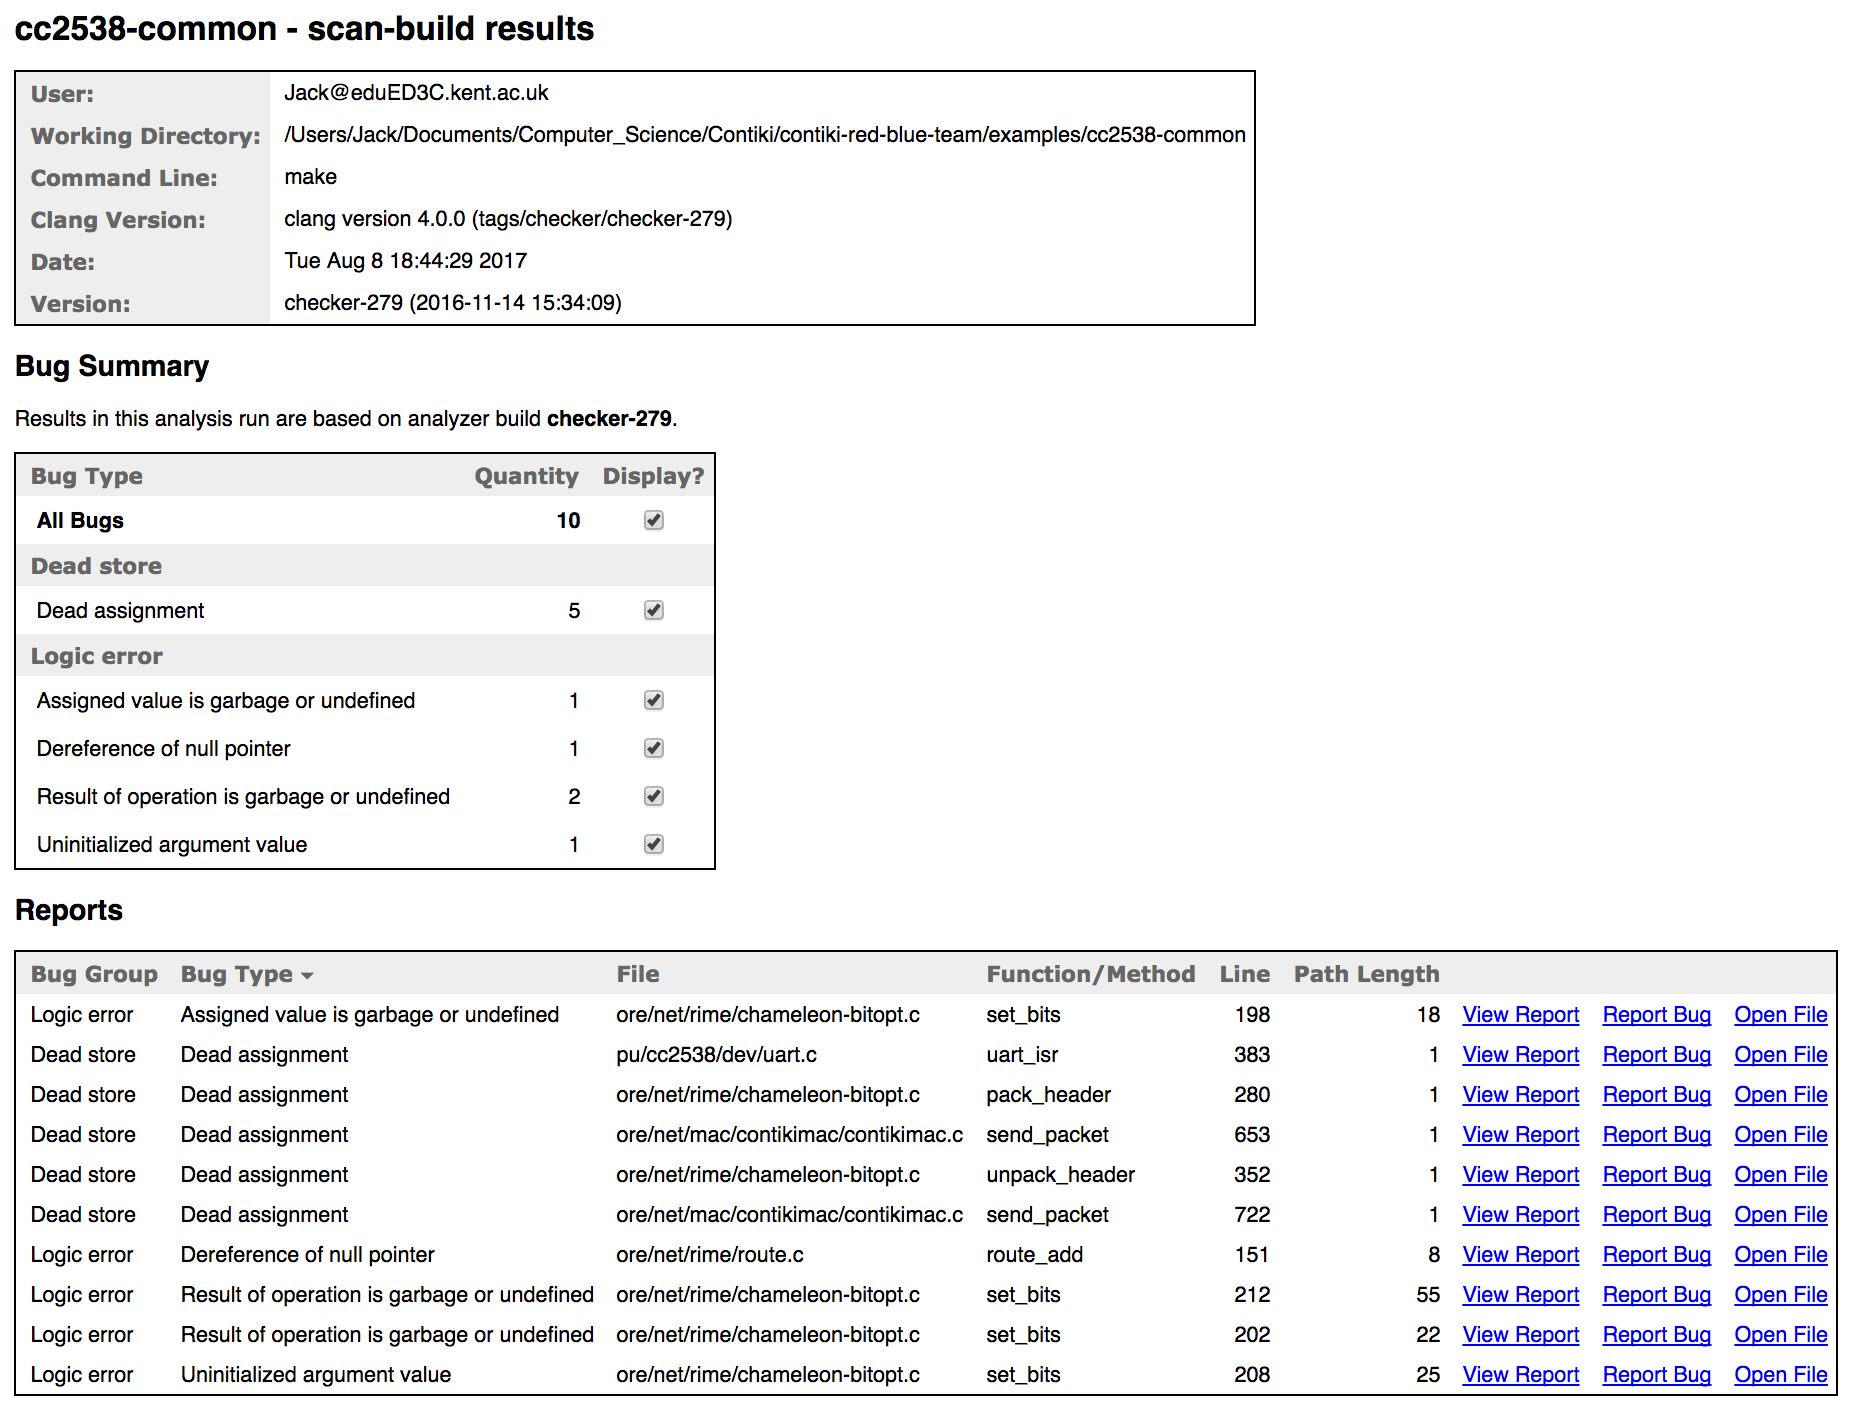 cc2538-common - scan-build results
User: Jack@eduED3C.kent.ac.uk
Working Directory: /Users/Jack/Documents/Computer_Science/Contiki/contiki-red-blue-team/examples/cc2538-common
Command Line: make
Clang Version: clang version 4.0.0 (tags/checker/checker-279)
Date: Tue Aug 8 18:44:29 2017
Version: checker-279 (2016-11-14 15:34:09)
Bug Summary
Results in this analysis run are based on analyzer build checker-279.
Bug Type Quantity Display?
All Bugs 10
Dead store
Dead assignment 5
Logic error
Assigned value is garbage or undefined 1
Dereference of null pointer 1
Result of operation is garbage or undefined 2
Uninitialized argument value 1
Reports
Bug Group Bug Type File Function/Method Line Path Length
Logic error Assigned value is garbage or undefined ore/net/rime/chameleon-bitopt.c set_bits 198 18 View Report Report Bug Open File
Dead store Dead assignment pu/cc2538/dev/uart.c uart_isr 383 1 View Report Report Bug Open File
Dead store Dead assignment ore/net/rime/chameleon-bitopt.c pack_header 280 1 View Report Report Bug Open File
Dead store Dead assignment ore/net/mac/contikimac/contikimac.c send_packet 653 1 View Report Report Bug Open File
Dead store Dead assignment ore/net/rime/chameleon-bitopt.c unpack_header 352 1 View Report Report Bug Open File
Dead store Dead assignment ore/net/mac/contikimac/contikimac.c send_packet 722 1 View Report Report Bug Open File
Logic error Dereference of null pointer ore/net/rime/route.c route_add 151 8 View Report Report Bug Open File
Logic error Result of operation is garbage or undefined ore/net/rime/chameleon-bitopt.c set_bits 212 55 View Report Report Bug Open File
Logic error Result of operation is garbage or undefined ore/net/rime/chameleon-bitopt.c set_bits 202 22 View Report Report Bug Open File
Logic error Uninitialized argument value ore/net/rime/chameleon-bitopt.c set_bits 208 25 View Report Report Bug Open File